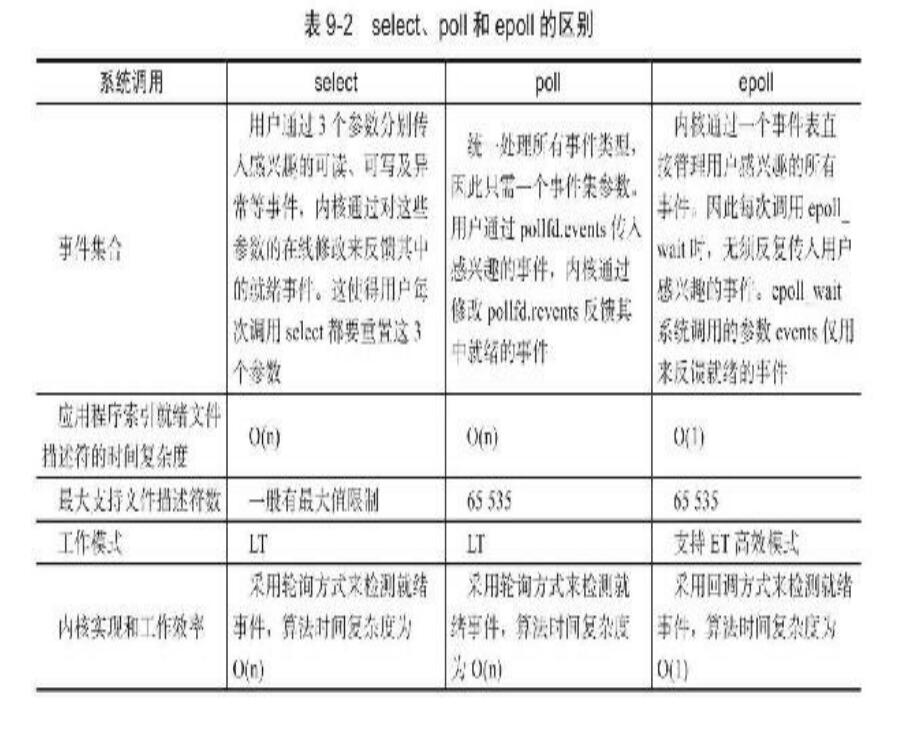 表 9-2 select、poll 和 epoll 的区别
系统调用
select
poll
epoll
事件集合
用户通过 3 个参数分别传
入感兴趣的可读、可写及异
常等事件，内核通过对这些
参数的在线修改来反馈其中
的就绪事件。这使得用户每
次调用 select 都要重置这 3
个参数
统一处理所有事件类型，
因此只需一个事件集参数。
用户通过 pollfd.events 传入
感兴趣的事件，内核通过
修改 pollfd.revents 反馈其
中就绪的事件
内核通过一个事件表直
接管理用户感兴趣的所有
事件。因此每次调用 epoll_
wait 时，无须反复传入用户
感兴趣的事件。epoll_wait
系统调用的参数 events 仅用
来反馈就绪的事件
应用程序索引就绪文件
描述符的时间复杂度
O(n)
O(n)
O(1)
最大支持文件描述符数
一般有最大值限制
65 535
65 535
工作模式
LT
LT
支持 ET 高效模式
内核实现和工作效率
采用轮询方式来检测就绪
事件，算法时间复杂度为
O(n)
采用轮询方式来检测就
绪事件，算法时间复杂度
为 O(n)
采用回调方式来检测就绪
事件，算法时间复杂度为
O(1)